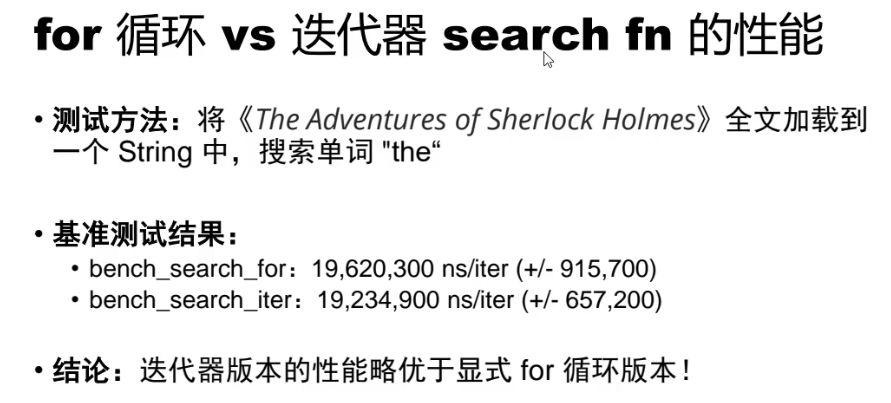 for 循环 vs 迭代器 search fn 的性能
• 测试方法：将《The Adventures of Sherlock Holmes》全文加载到
一个 String 中，搜索单词 "the“
• 基准测试结果：
• bench_search_for：19,620,300 ns/iter (+/- 915,700)
• bench_search_iter：19,234,900 ns/iter (+/- 657,200)
• 结论：迭代器版本的性能略优于显式 for 循环版本！